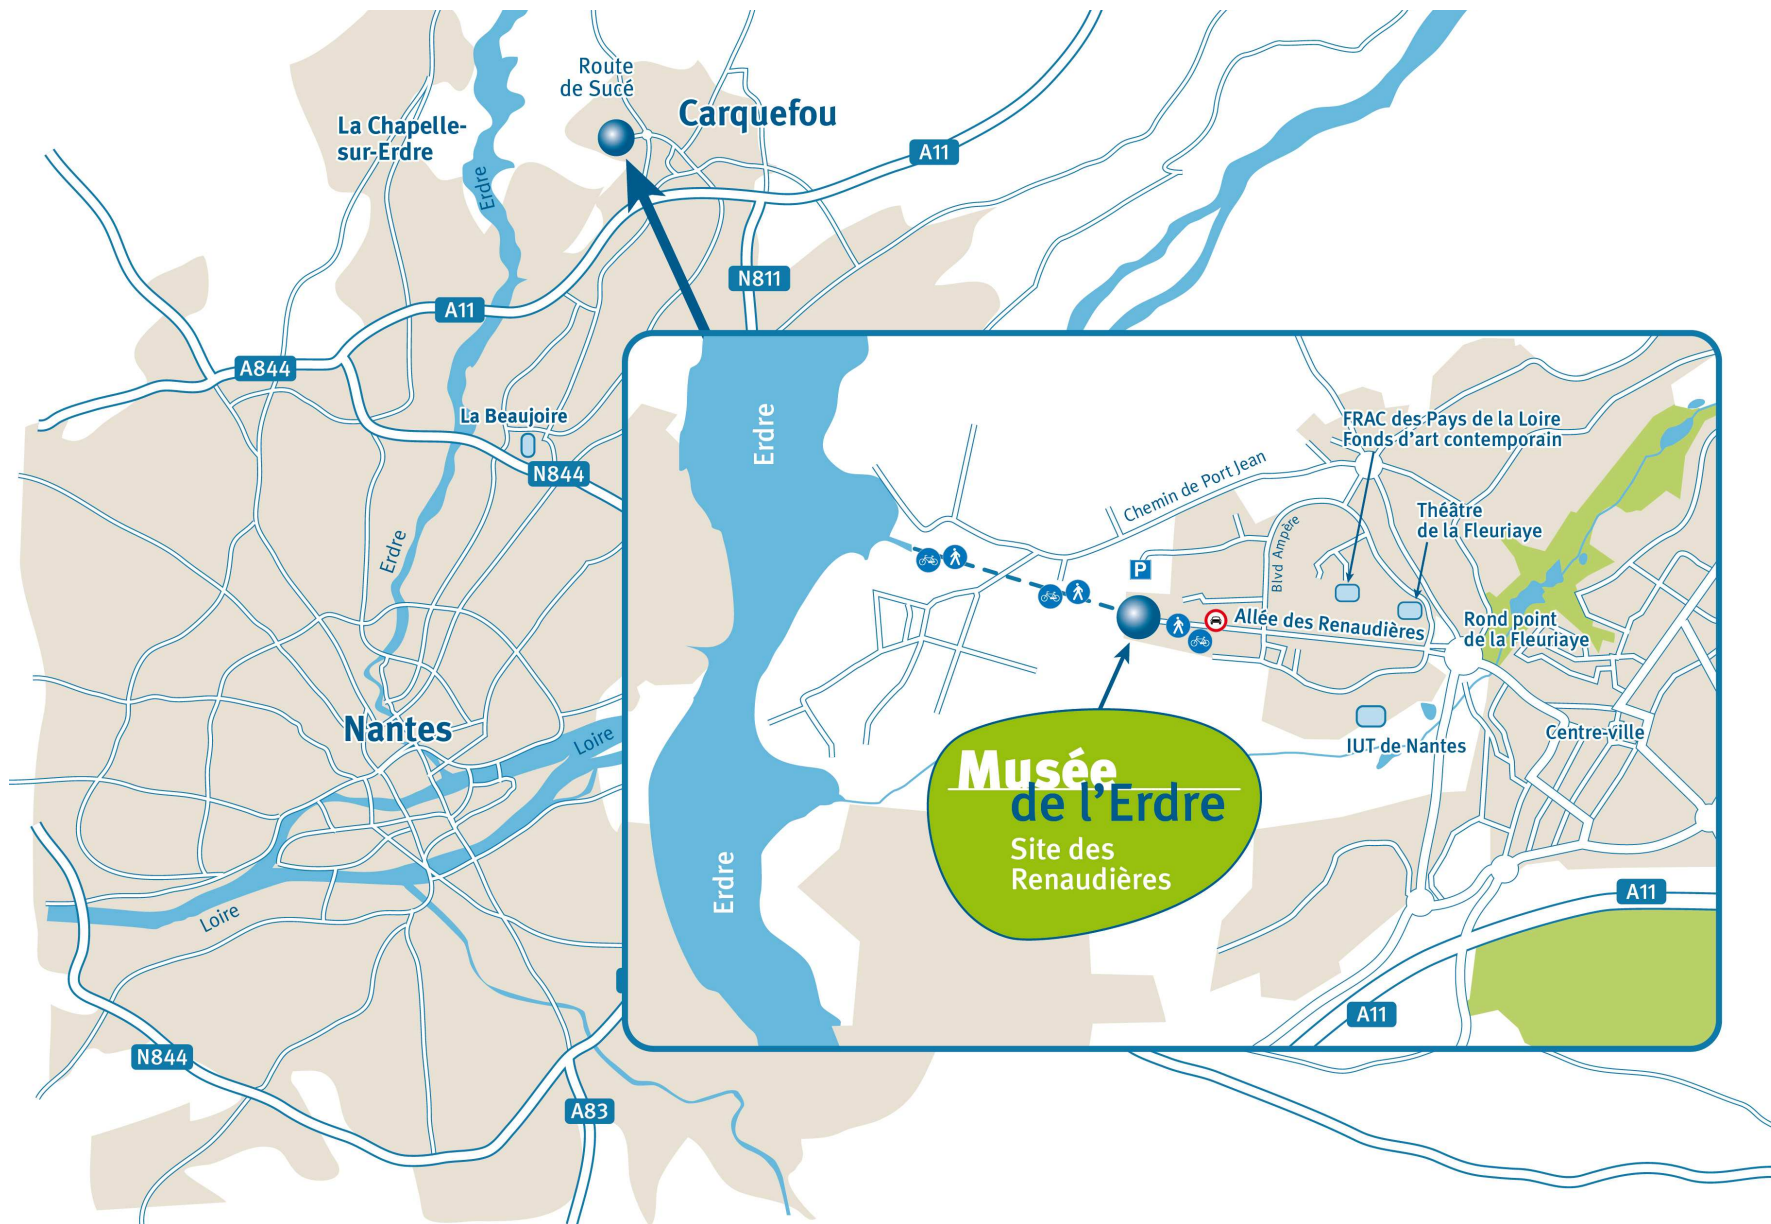 Route
de Sucé
Carquefou
La Chapelle-
sur-Erdre
A11
Erdre
N811
A11
A844
La Beaujoire
N844
Erdre
Nantes
Loire
Loire
N844
A83
Erdre
FRAC des Pays de la Loire
Fonds d'art contemporain
Chemin de Port Jean
Théâtre
de la Fleuriaye
Blvd Ampère
P
Allée des Renaudières
Rond point
de la Fleuriaye
IUT de Nantes
Centre-ville
Musée
de l'Erdre
Site des
Renaudières
Erdre
A11
A11